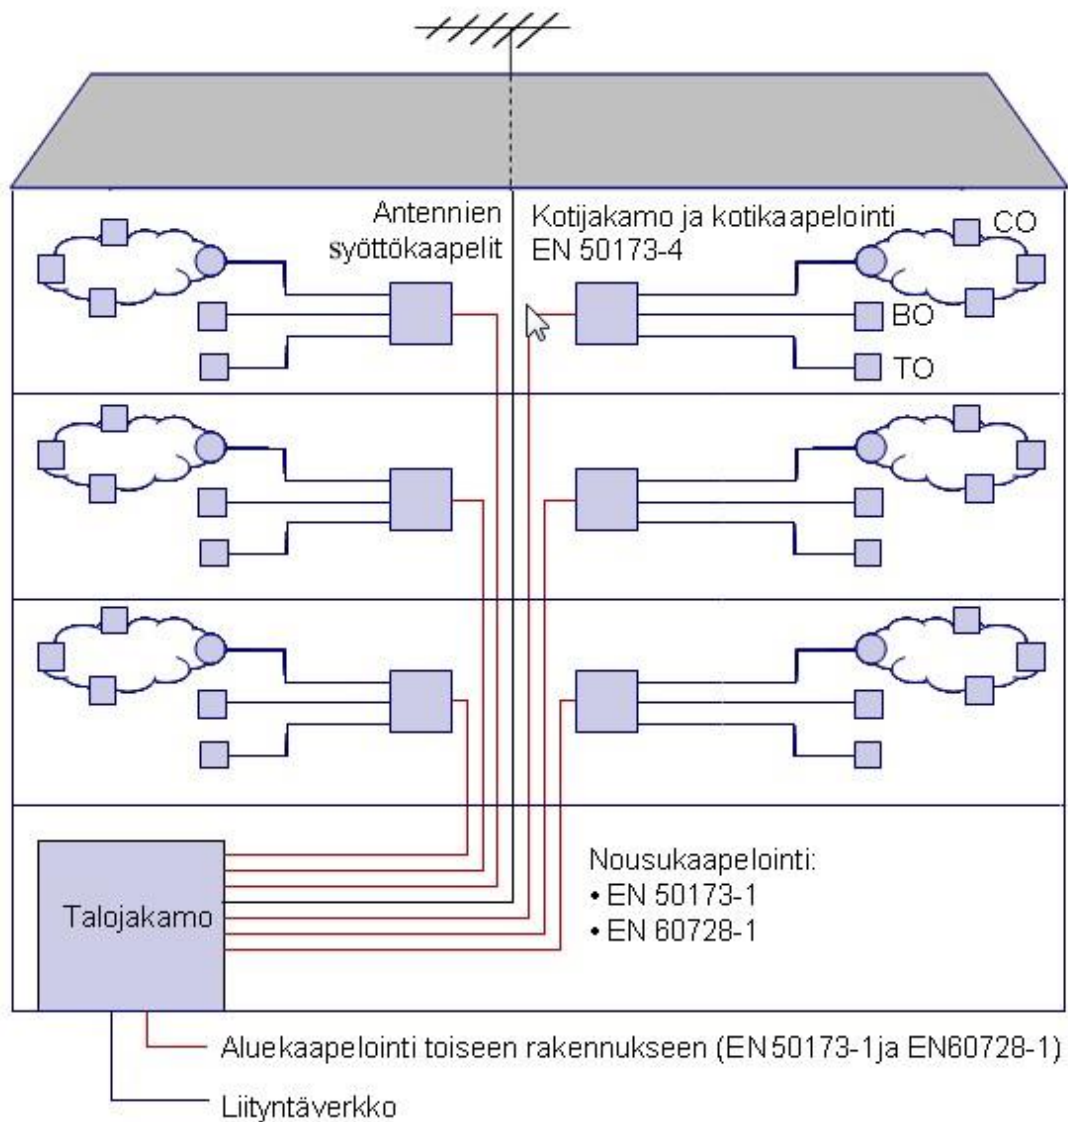 Antennien
syöttökaapelit
Kotijakamo ja kotikaapelointi
EN 50173-4
CO
BO
TO
Talojakamo
Nousukaapelointi:
• EN 50173-1
• EN 60728-1
Aluekaapelointi toiseen rakennukseen (EN50173-1ja EN60728-1)
Liityntäverkko